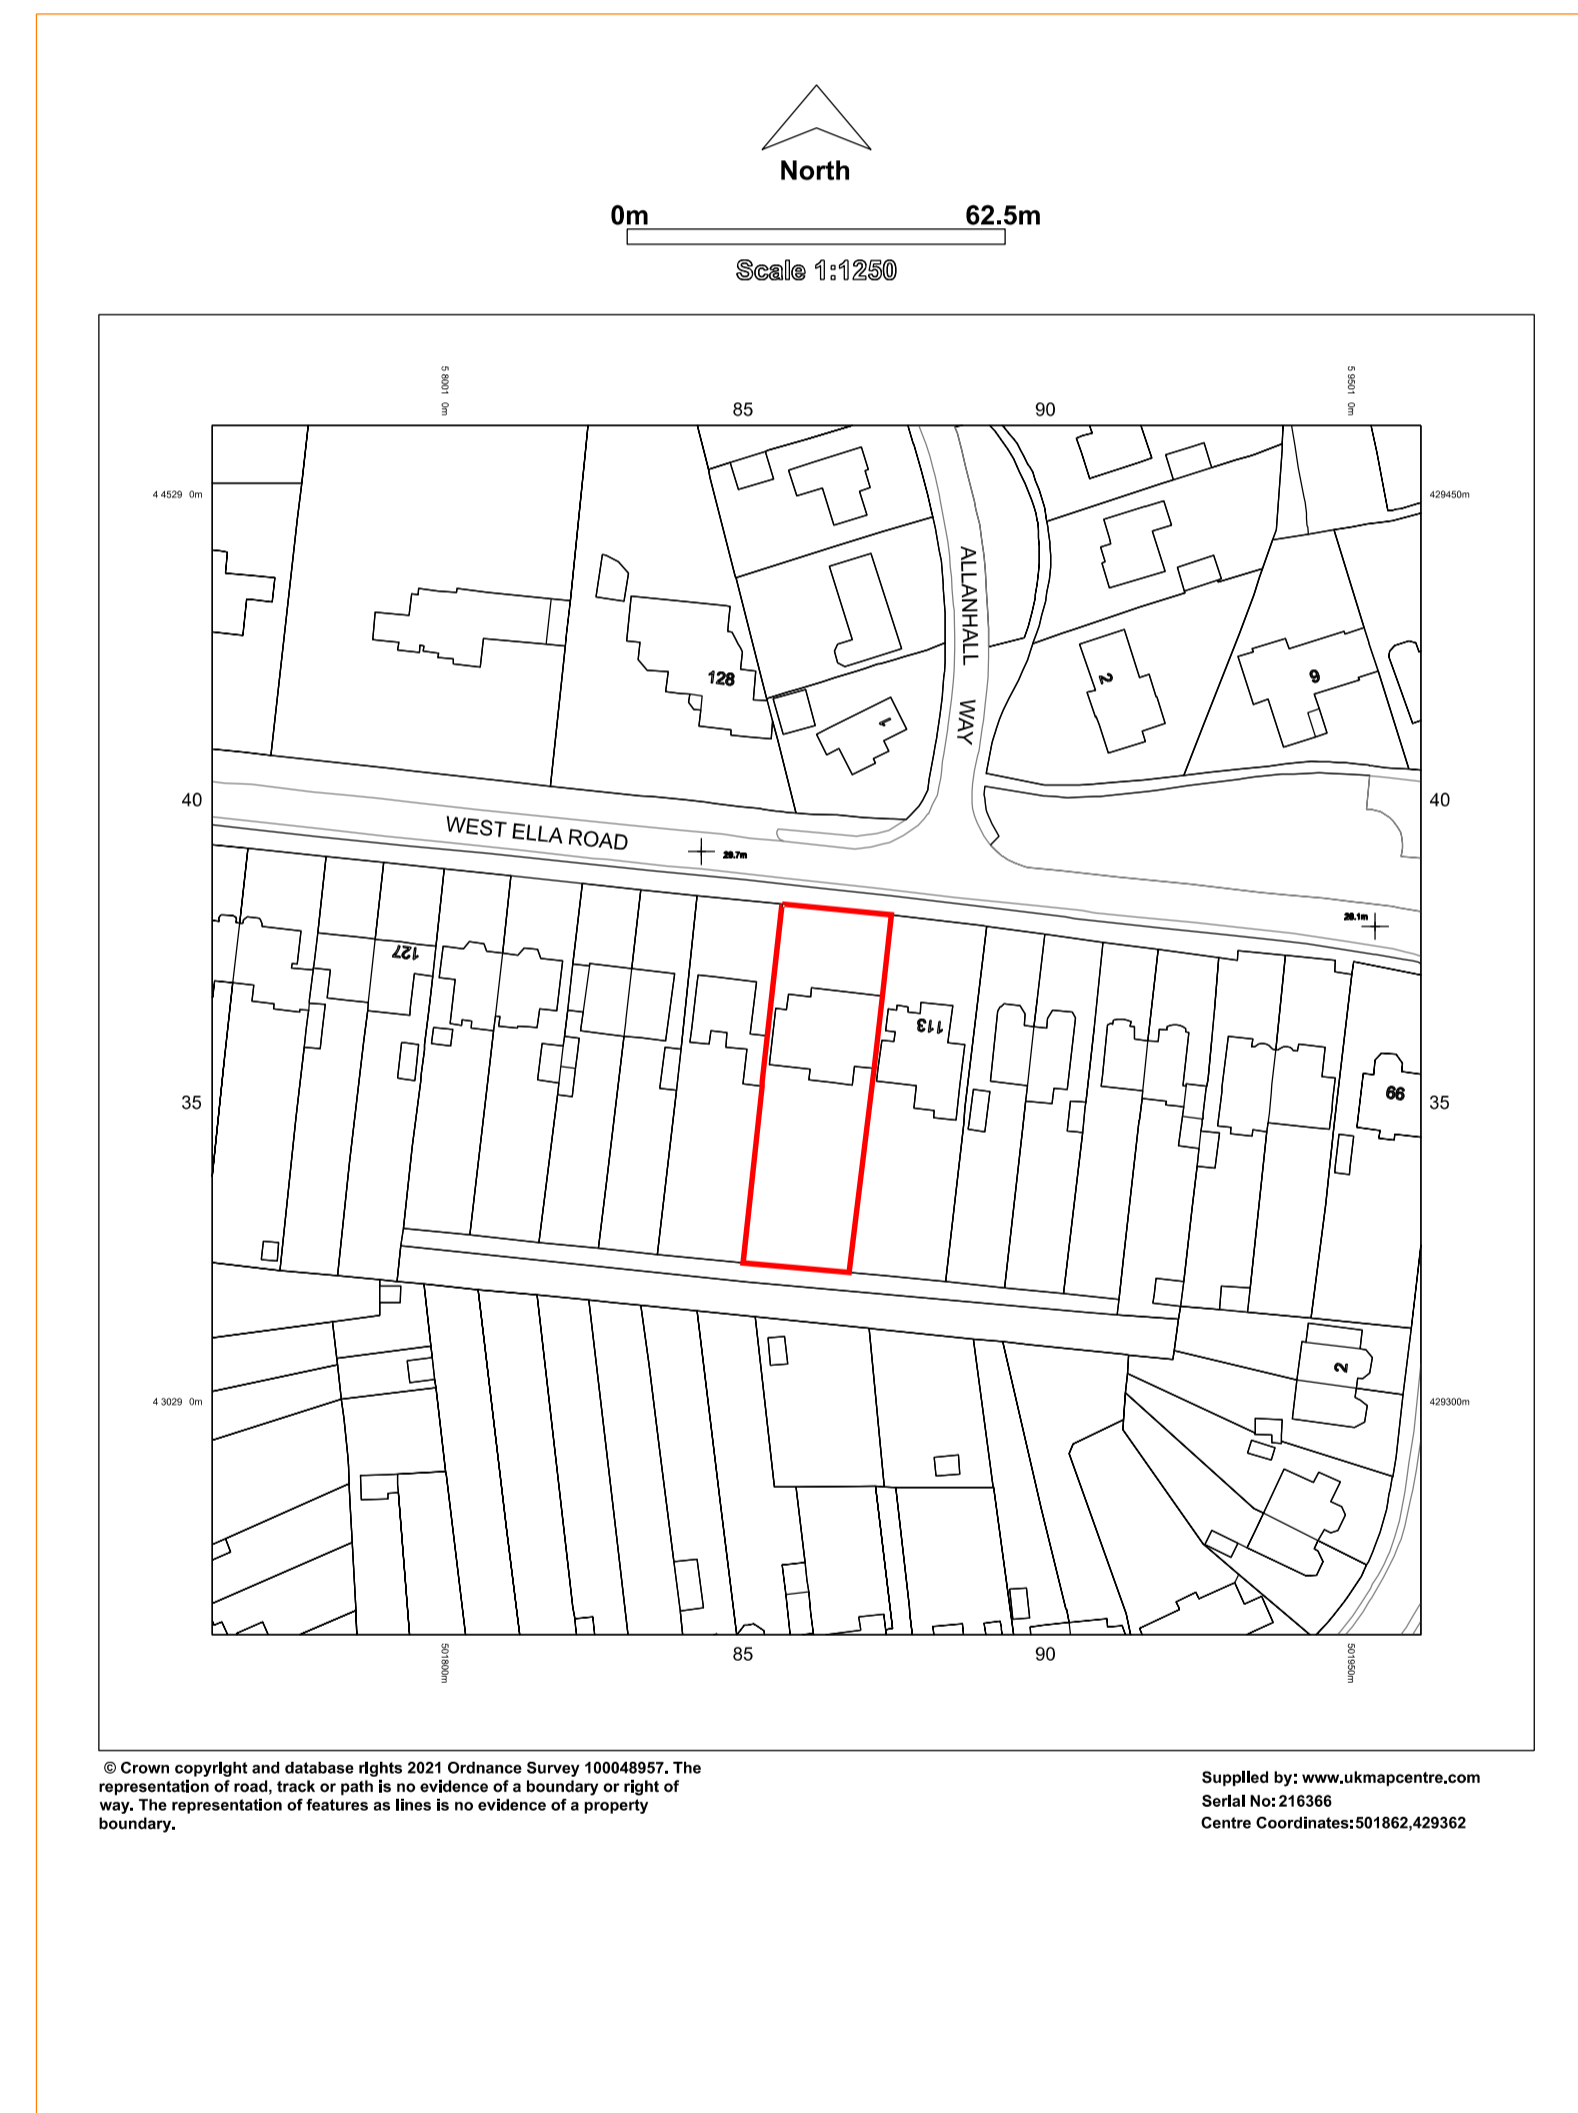 North
0m 62.5m
Scale 1:1250
5 8001 0m
85
90
5 9501 0m
4 4529 0m
429450m
ALLANHALL WAY
128
1
2
9
40
40
WEST ELLA ROAD
29.7m
28.1m
127
113
35
99
35
2
4 3029 0m
429300m
501800m
85
90
501950m
© Crown copyright and database rights 2021 Ordnance Survey 100048957. The
representation of road, track or path is no evidence of a boundary or right of
way. The representation of features as lines is no evidence of a property
boundary.
Supplied by: www.ukmapcentre.com
Serial No: 216366
Centre Coordinates: 501862,429362